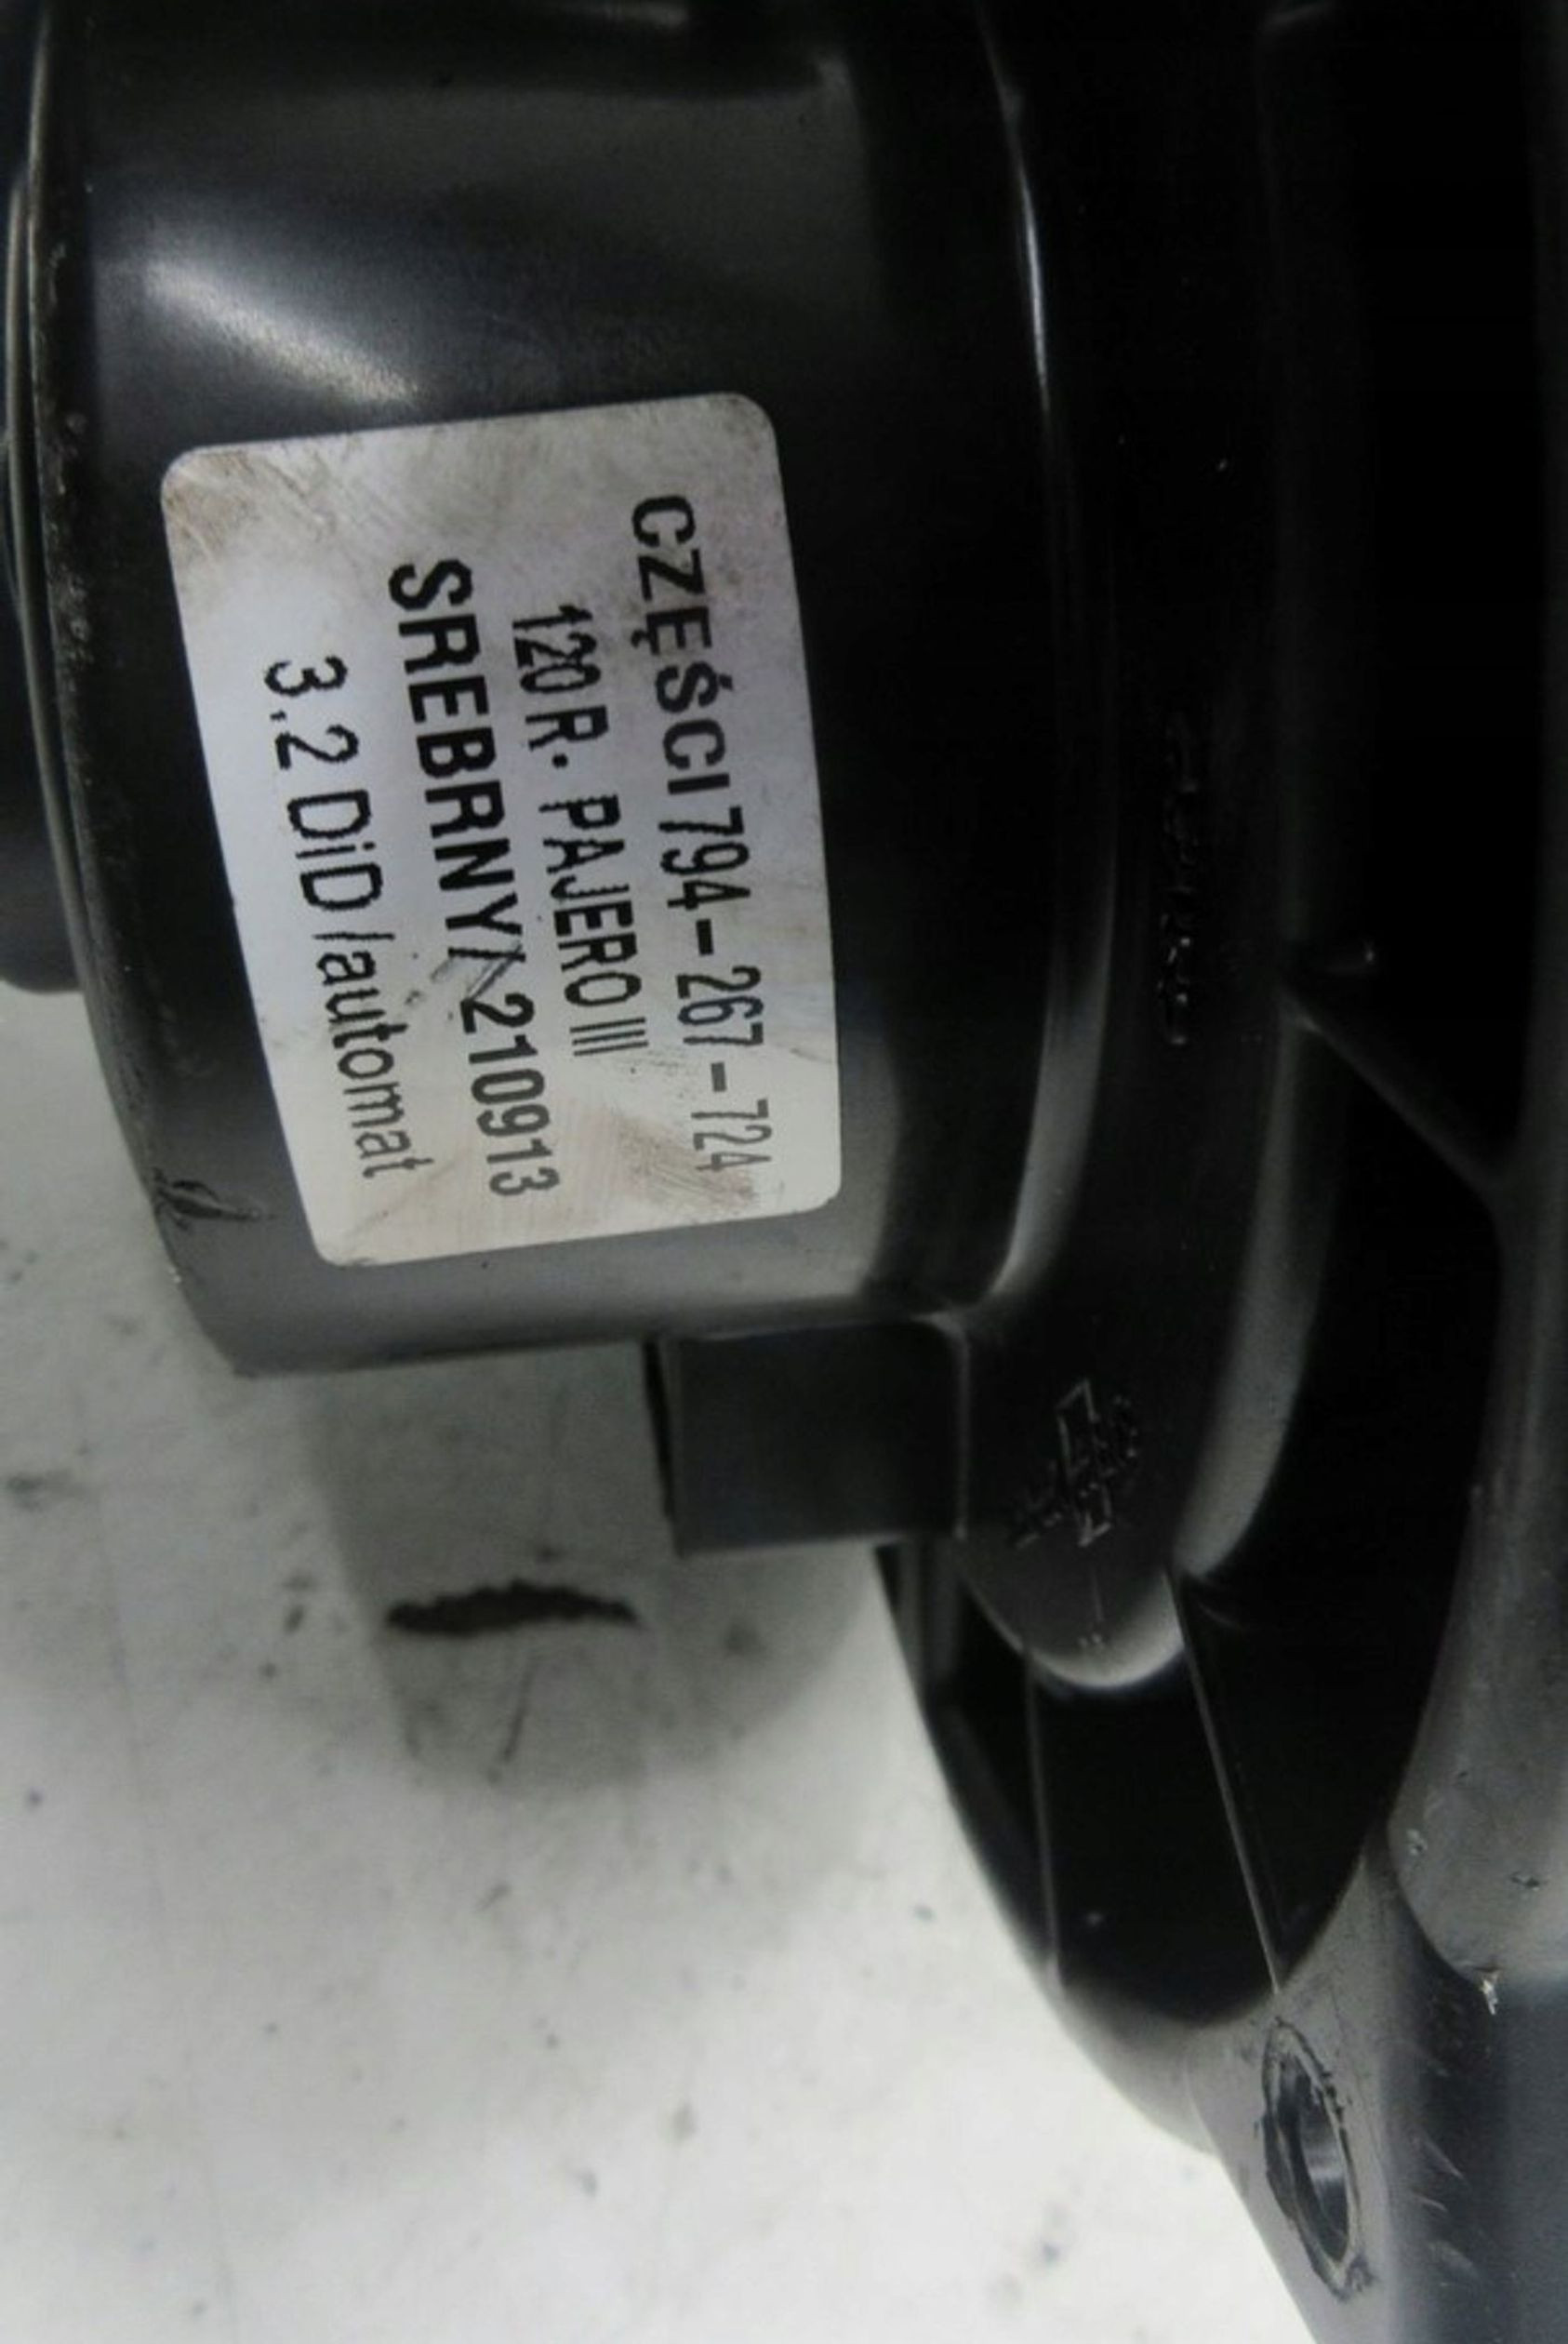 CZĘŚCI 794-267-724
120 R. PAJERO III
SREBRNY/ 210913
3.2 DiD /automat